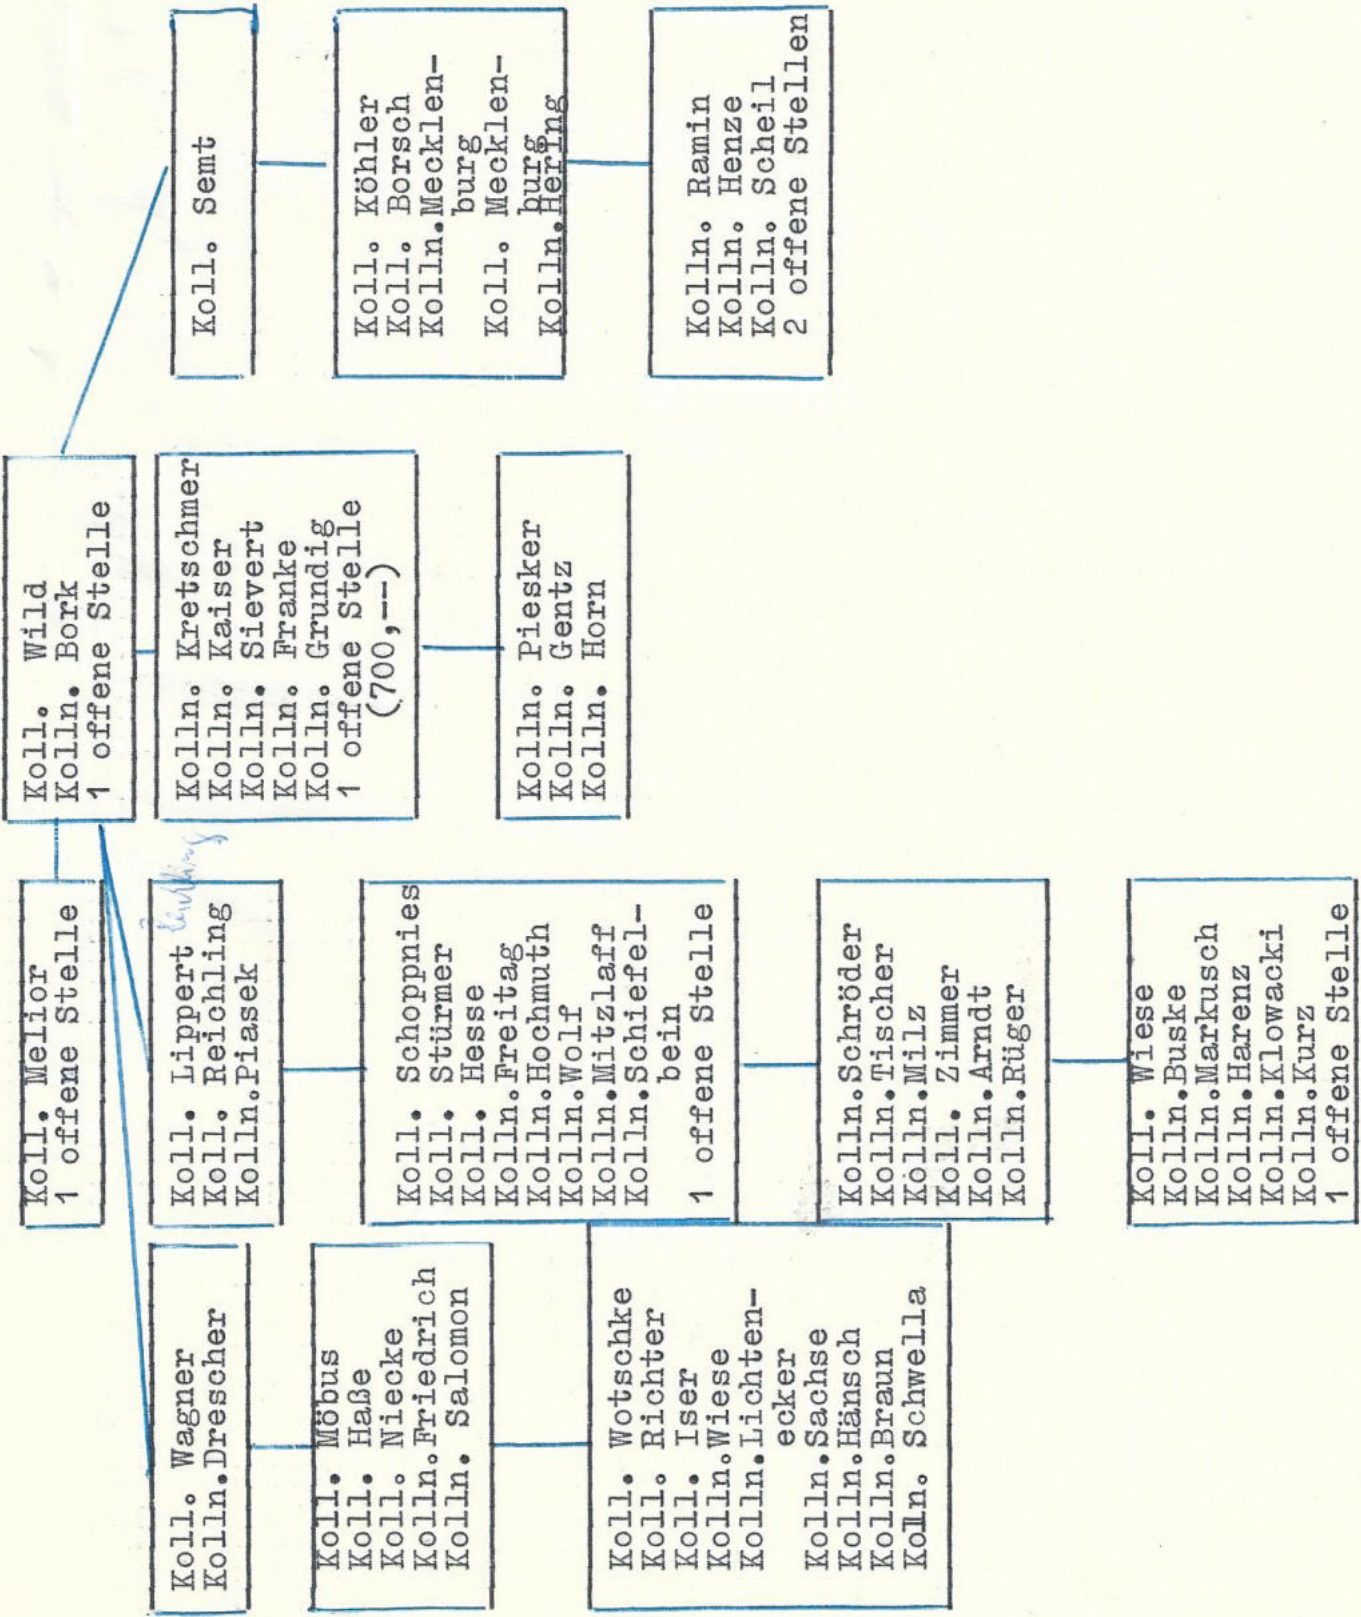 Koll. Melior
1 offene Stelle
Koll. Wild
Kolln. Bork
1 offene Stelle
Koll. Wagner
Kolln.Drescher
Koll. Möbus
Koll. Haße
Koll. Niecke
Kolln.Friedrich
Kolln. Salomon
Koll. Wotschke
Koll. Richter
Koll. Iser
Kolln.Wiese
Kolln.Lichten-
ecker
Kolln.Sachse
Kolln.Hänsch
Kolln.Braun
Kolln. Schwella
Koll. Lippert
Koll. Reichling
Kolln.Piasek
Koll. Schoppnies
Koll. Stürmer
Koll. Hesse
Kolln.Freitag
Kolln.Hochmuth
Kolln.Wolf
Kolln.Mitzlaff
Kolln.Schiefel-
bein
1 offene Stelle
Kolln.Schröder
Kolln.Tischer
Kolln.Milz
Koll. Zimmer
Kolln.Arndt
Kolln.Rüger
Koll. Wiese
Kolln.Buske
Kolln.Markusch
Kolln.Harenz
Kolln.Klowacki
Kolln.Kurz
1 offene Stelle
Kolln. Kretschmer
Kolln. Kaiser
Kolln. Sievert
Kolln. Franke
Kolln. Grundig
1 offene Stelle
(700,--)
Kolln. Piesker
Kolln. Gentz
Kolln. Horn
Koll. Semt
Koll. Köhler
Koll. Borsch
Kolln.Mecklen-
burg
Koll. Mecklen-
burg
Kolln.Hering
Kolln. Ramin
Kolln. Henze
Kolln. Scheil
2 offene Stellen